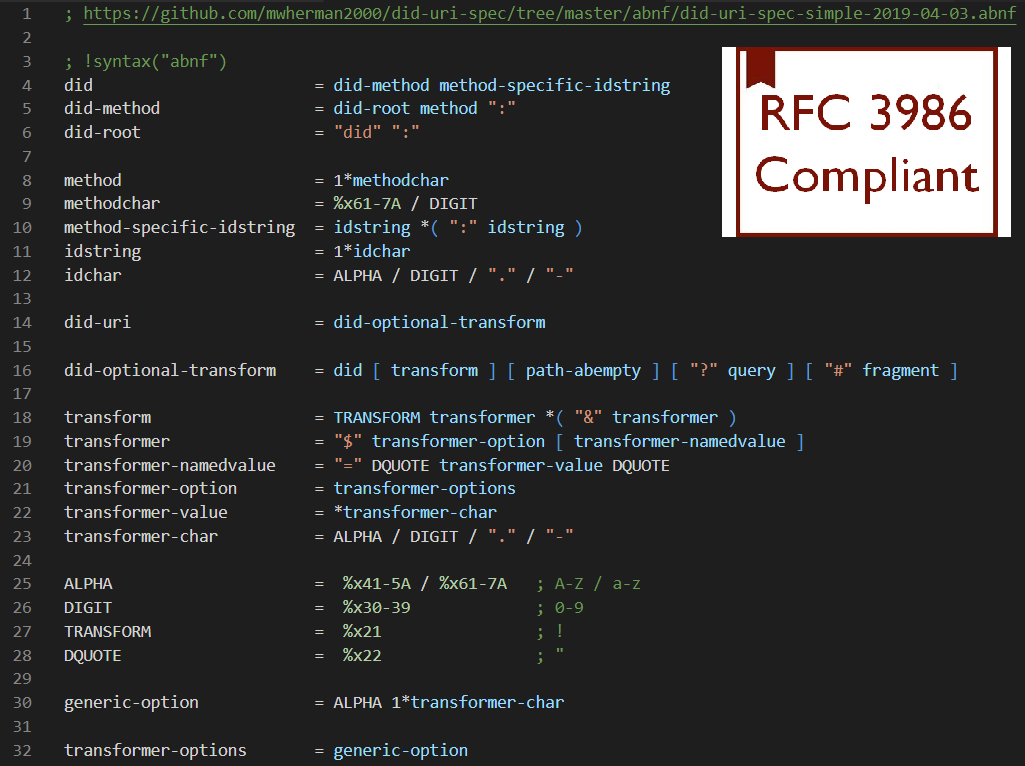 1 ; https://github.com/mwherman2000/did-uri-spec/tree/master/abnf/did-uri-spec-simple-2019-04-03.abnf
2
3 ; !syntax("abnf")
4 did = did-method method-specific-idstring
5 did-method = did-root method ":"
6 did-root = "did" ":"
7
8 method = 1*methodchar
9 methodchar = %x61-7A / DIGIT
10 method-specific-idstring = idstring *( ":" idstring )
11 idstring = 1*idchar
12 idchar = ALPHA / DIGIT / "." / "-"
13
14 did-uri = did-optional-transform
15
16 did-optional-transform = did [ transform ] [ path-abempty ] [ "?" query ] [ "#" fragment ]
17
18 transform = TRANSFORM transformer *( "&" transformer )
19 transformer = "$" transformer-option [ transformer-namedvalue ]
20 transformer-namedvalue = "=" DQUOTE transformer-value DQUOTE
21 transformer-option = transformer-options
22 transformer-value = *transformer-char
23 transformer-char = ALPHA / DIGIT / "." / "-"
24
25 ALPHA = %x41-5A / %x61-7A ; A-Z / a-z
26 DIGIT = %x30-39 ; 0-9
27 TRANSFORM = %x21 ; !
28 DQUOTE = %x22 ; "
29
30 generic-option = ALPHA 1*transformer-char
31
32 transformer-options = generic-option
RFC 3986
Compliant